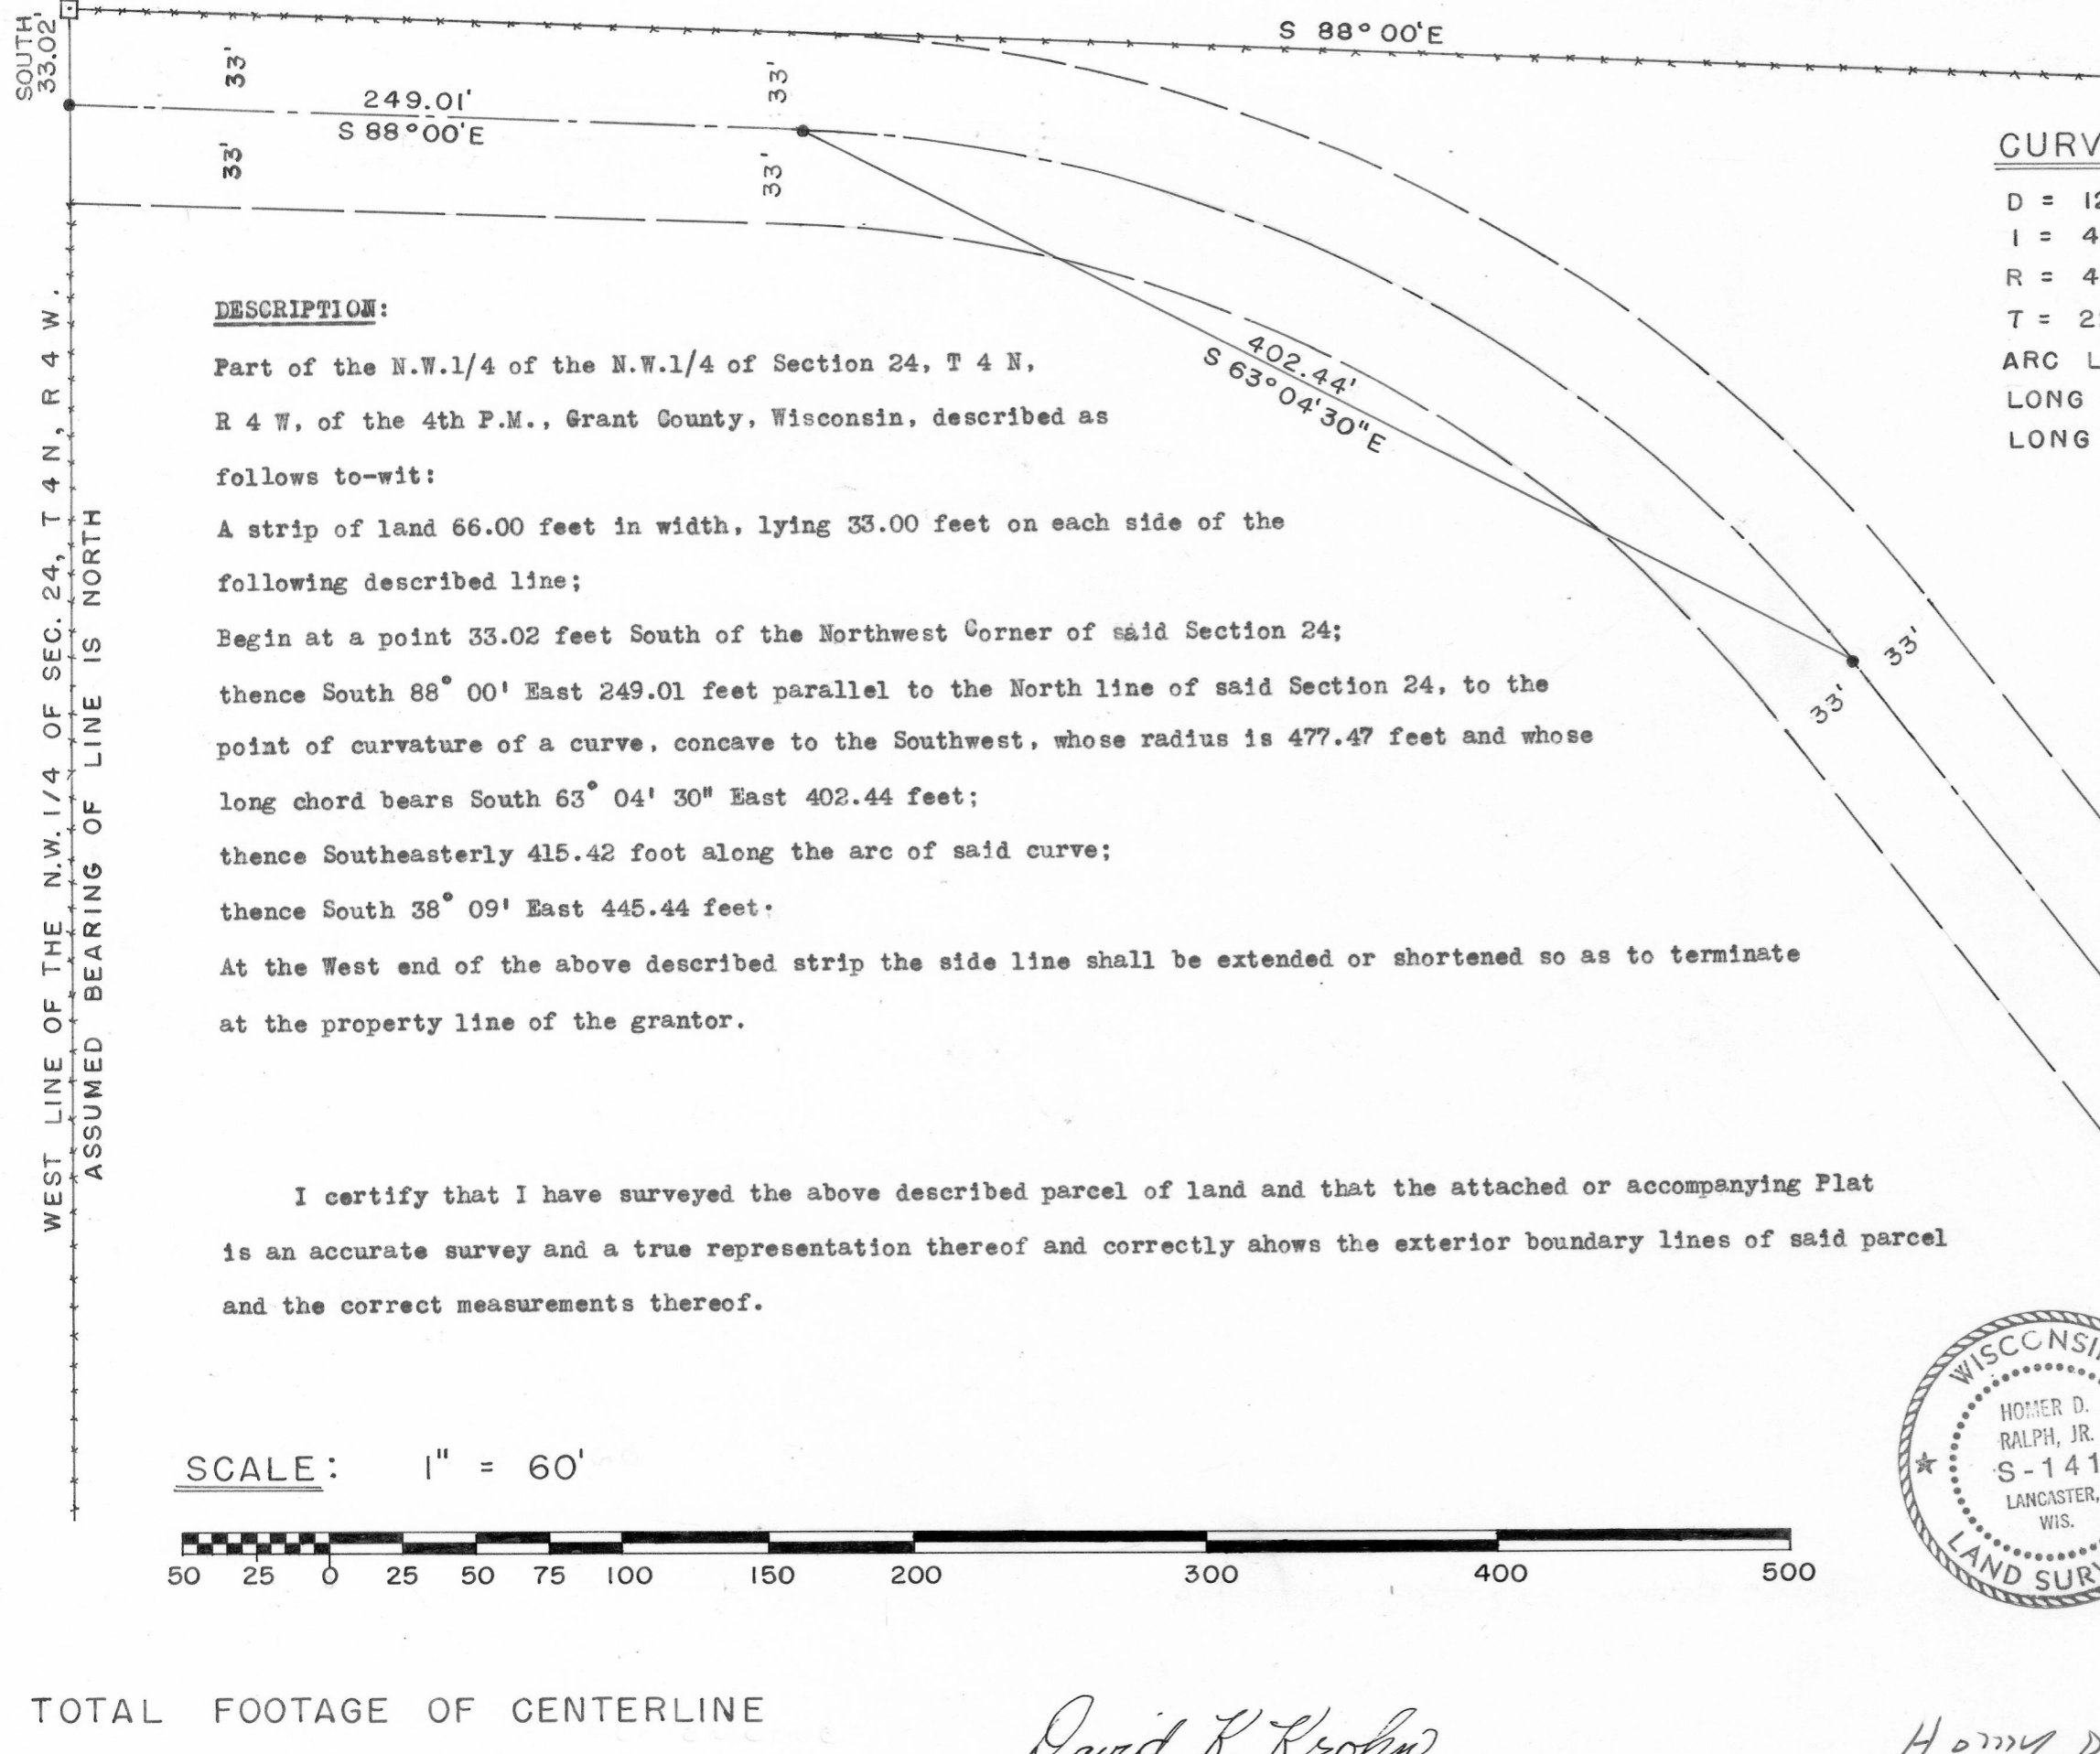 SOUTH
33.02'
S 88°00'E
33'
33'
249.01'
S 88°00'E
33'
33'
CURV
D = 12
I = 4
R = 4
T = 2
ARC L
LONG
LONG
402.44'
S 63°04'30"E
33'
33'
WEST LINE OF THE N.W.1/4 OF SEC. 24, T 4 N, R 4 W.
ASSUMED BEARING OF LINE IS NORTH
DESCRIPTION:
Part of the N.W.1/4 of the N.W.1/4 of Section 24, T 4 N,
R 4 W, of the 4th P.M., Grant County, Wisconsin, described as
follows to-wit:
A strip of land 66.00 feet in width, lying 33.00 feet on each side of the
following described line;
Begin at a point 33.02 feet South of the Northwest Corner of said Section 24;
thence South 88° 00' East 249.01 feet parallel to the North line of said Section 24, to the
point of curvature of a curve, concave to the Southwest, whose radius is 477.47 feet and whose
long chord bears South 63° 04' 30" East 402.44 feet;
thence Southeasterly 415.42 foot along the arc of said curve;
thence South 38° 09' East 445.44 feet.
At the West end of the above described strip the side line shall be extended or shortened so as to terminate
at the property line of the grantor.
I certify that I have surveyed the above described parcel of land and that the attached or accompanying Plat
is an accurate survey and a true representation thereof and correctly ahows the exterior boundary lines of said parcel
and the correct measurements thereof.
WISCONSI
HOMER D.
RALPH, JR.
S-141
LANCASTER,
WIS.
LAND SURV
SCALE: 1" = 60'
50 25 0 25 50 75 100 150 200 300 400 500
TOTAL FOOTAGE OF CENTERLINE
David K Krohn